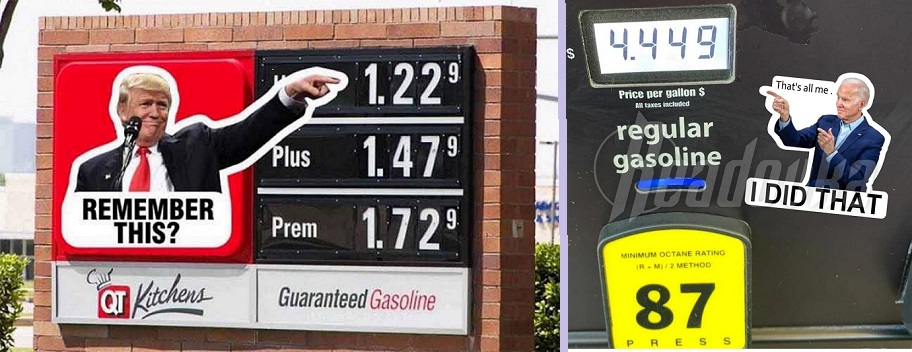 REMEMBER
THIS?
1.22 9
Plus 1.47 9
Prem 1.72 9
QT Kitchens
Guaranteed Gasoline
$ 4.449
Price per gallon $
All taxes included
regular
gasoline
That's all me.
I DID THAT
MINIMUM OCTANE RATING
(R + M) / 2 METHOD
87
PRESS